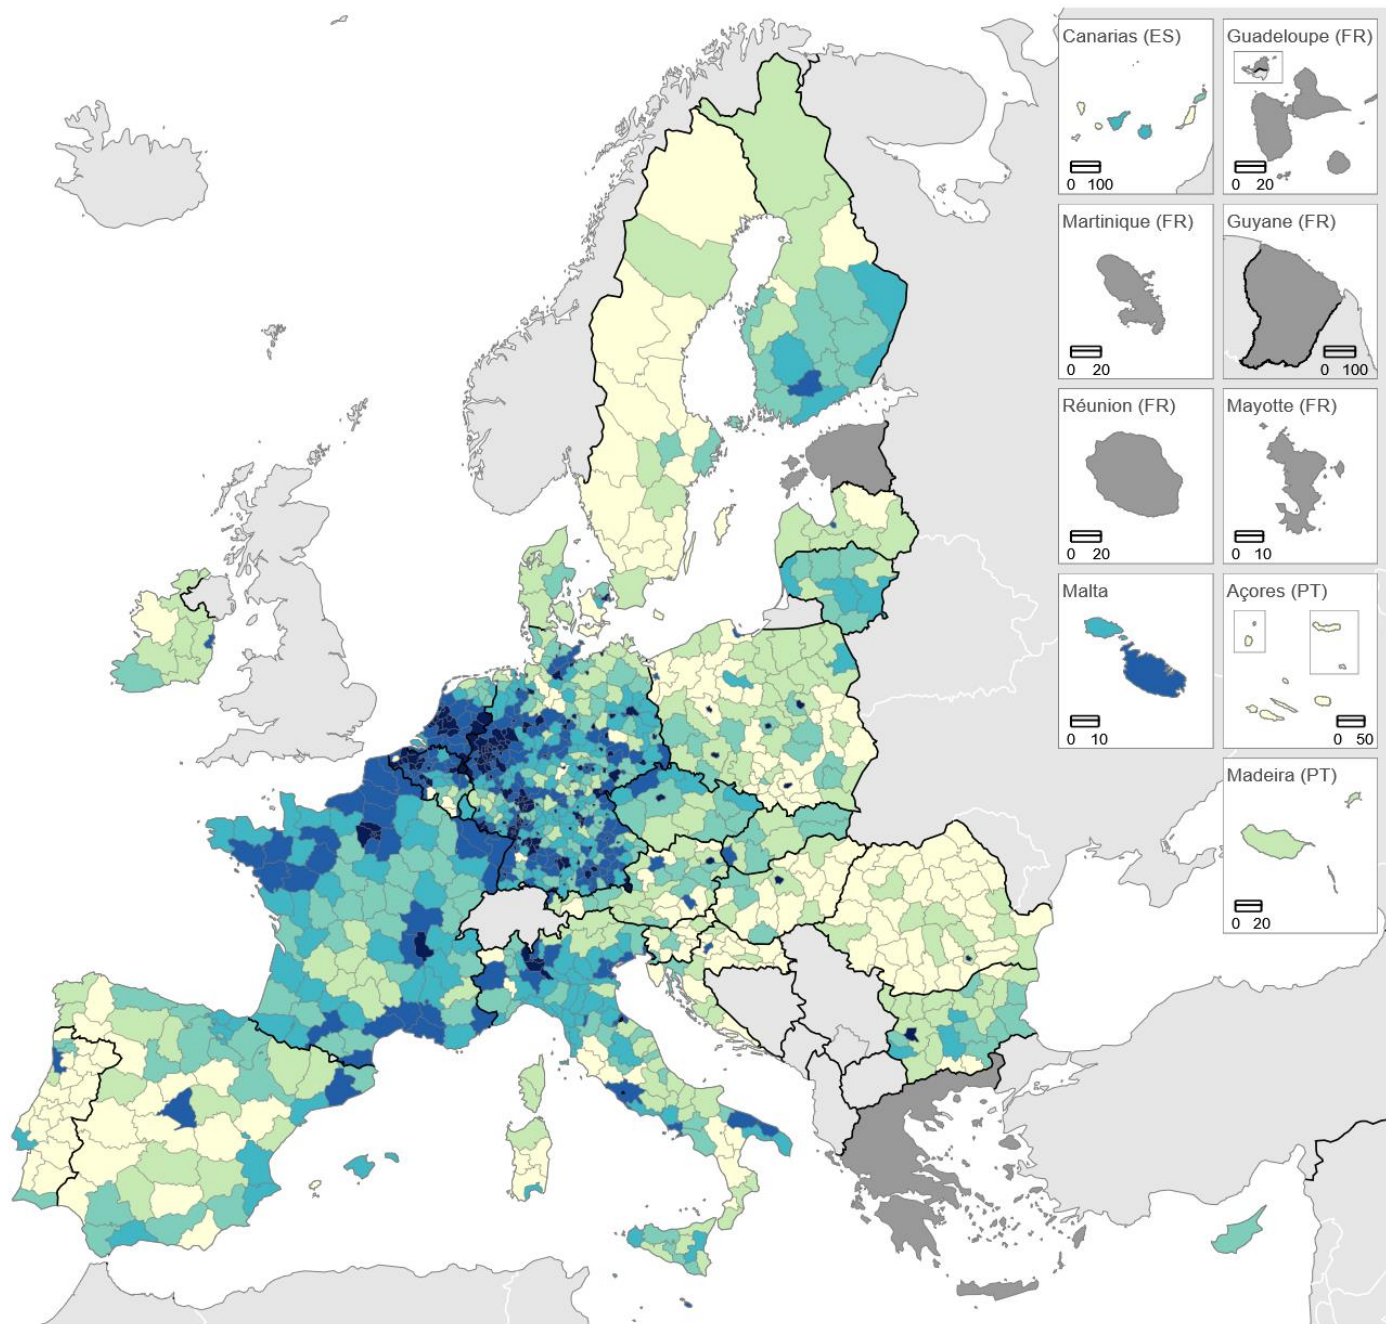 Canarias (ES)
0 100
Guadeloupe (FR)
0 20
Martinique (FR)
0 20
Guyane (FR)
0 100
Réunion (FR)
0 20
Mayotte (FR)
0 10
Malta
0 10
Açores (PT)
0 50
Madeira (PT)
0 20